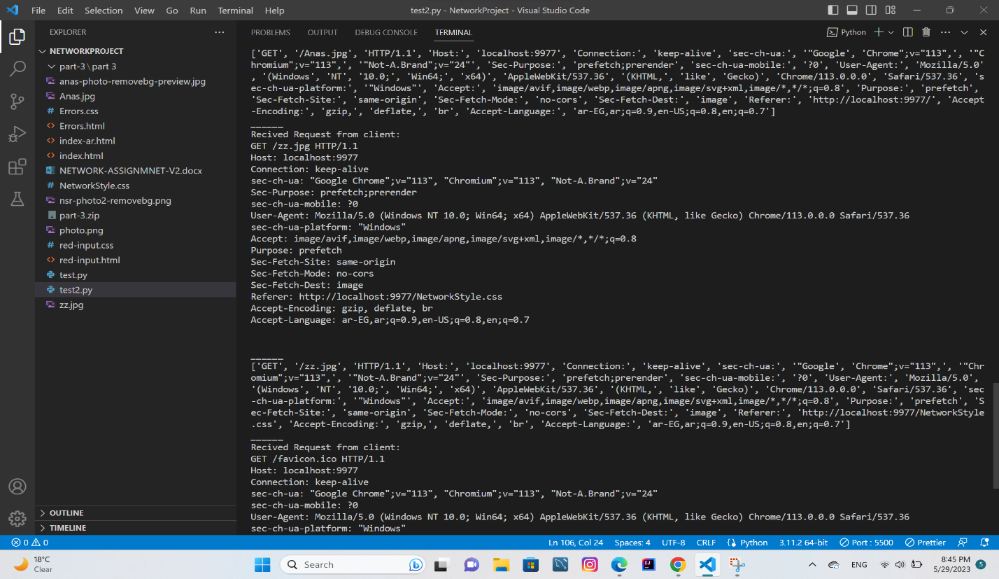 File Edit Selection View Go Run Terminal Help
test2.py - NetworkProject - Visual Studio Code
EXPLORER
NETWORKPROJECT
part-3\part 3
anas-photo-removebg-preview.jpg
Anas.jpg
Errors.css
Errors.html
index-ar.html
index.html
NETWORK-ASSIGNMNET-V2.docx
NetworkStyle.css
nsr-photo2-removebg.png
part-3.zip
photo.png
red-input.css
red-input.html
test.py
test2.py
zz.jpg
OUTLINE
TIMELINE
PROBLEMS OUTPUT DEBUG CONSOLE TERMINAL
Python
['GET', '/Anas.jpg', 'HTTP/1.1', 'Host:', 'localhost:9977', 'Connection:', 'keep-alive', 'sec-ch-ua:', '"Google', 'Chrome";v="113",', '"C
hromium";v="113",', '"Not-A.Brand";v="24"', 'Sec-Purpose:', 'prefetch;prerender', 'sec-ch-ua-mobile:', '?0', 'User-Agent:', 'Mozilla/5.0'
, '(Windows', 'NT', '10.0;', 'Win64;', 'x64)', 'AppleWebKit/537.36', '(KHTML,', 'like', 'Gecko)', 'Chrome/113.0.0.0', 'Safari/537.36', 's
ec-ch-ua-platform:', '"Windows"', 'Accept:', 'image/avif,image/webp,image/apng,image/svg+xml,image/*,*/*;q=0.8', 'Purpose:', 'prefetch',
'Sec-Fetch-Site:', 'same-origin', 'Sec-Fetch-Mode:', 'no-cors', 'Sec-Fetch-Dest:', 'image', 'Referer:', 'http://localhost:9977/', 'Accept
-Encoding:', 'gzip,', 'deflate,', 'br', 'Accept-Language:', 'ar-EG,ar;q=0.9,en-US;q=0.8,en;q=0.7']
______
Recived Request from client:
GET /zz.jpg HTTP/1.1
Host: localhost:9977
Connection: keep-alive
sec-ch-ua: "Google Chrome";v="113", "Chromium";v="113", "Not-A.Brand";v="24"
Sec-Purpose: prefetch;prerender
sec-ch-ua-mobile: ?0
User-Agent: Mozilla/5.0 (Windows NT 10.0; Win64; x64) AppleWebKit/537.36 (KHTML, like Gecko) Chrome/113.0.0.0 Safari/537.36
sec-ch-ua-platform: "Windows"
Accept: image/avif,image/webp,image/apng,image/svg+xml,image/*,*/*;q=0.8
Purpose: prefetch
Sec-Fetch-Site: same-origin
Sec-Fetch-Mode: no-cors
Sec-Fetch-Dest: image
Referer: http://localhost:9977/NetworkStyle.css
Accept-Encoding: gzip, deflate, br
Accept-Language: ar-EG,ar;q=0.9,en-US;q=0.8,en;q=0.7
______
['GET', '/zz.jpg', 'HTTP/1.1', 'Host:', 'localhost:9977', 'Connection:', 'keep-alive', 'sec-ch-ua:', '"Google', 'Chrome";v="113",', '"Chr
omium";v="113",', '"Not-A.Brand";v="24"', 'Sec-Purpose:', 'prefetch;prerender', 'sec-ch-ua-mobile:', '?0', 'User-Agent:', 'Mozilla/5.0',
'(Windows', 'NT', '10.0;', 'Win64;', 'x64)', 'AppleWebKit/537.36', '(KHTML,', 'like', 'Gecko)', 'Chrome/113.0.0.0', 'Safari/537.36', 'sec
-ch-ua-platform:', '"Windows"', 'Accept:', 'image/avif,image/webp,image/apng,image/svg+xml,image/*,*/*;q=0.8', 'Purpose:', 'prefetch', 'S
ec-Fetch-Site:', 'same-origin', 'Sec-Fetch-Mode:', 'no-cors', 'Sec-Fetch-Dest:', 'image', 'Referer:', 'http://localhost:9977/NetworkStyle
.css', 'Accept-Encoding:', 'gzip,', 'deflate,', 'br', 'Accept-Language:', 'ar-EG,ar;q=0.9,en-US;q=0.8,en;q=0.7']
______
Recived Request from client:
GET /favicon.ico HTTP/1.1
Host: localhost:9977
Connection: keep-alive
sec-ch-ua: "Google Chrome";v="113", "Chromium";v="113", "Not-A.Brand";v="24"
sec-ch-ua-mobile: ?0
User-Agent: Mozilla/5.0 (Windows NT 10.0; Win64; x64) AppleWebKit/537.36 (KHTML, like Gecko) Chrome/113.0.0.0 Safari/537.36
sec-ch-ua-platform: "Windows"
0 0 Ln 106, Col 24 Spaces: 4 UTF-8 CRLF Python 3.11.2 64-bit Port : 5500 Prettier
18°C
Clear
Search
ENG
8:45 PM
5/29/2023
5